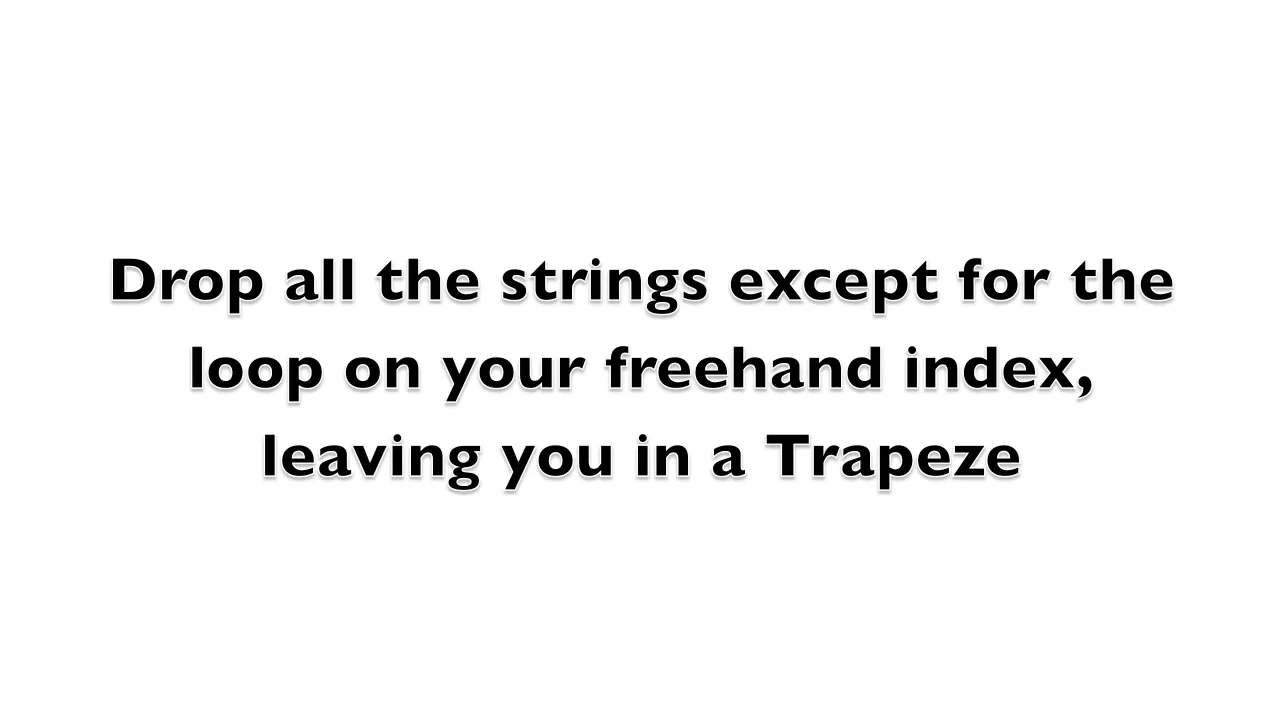 Drop all the strings except for the
loop on your freehand index,
leaving you in a Trapeze